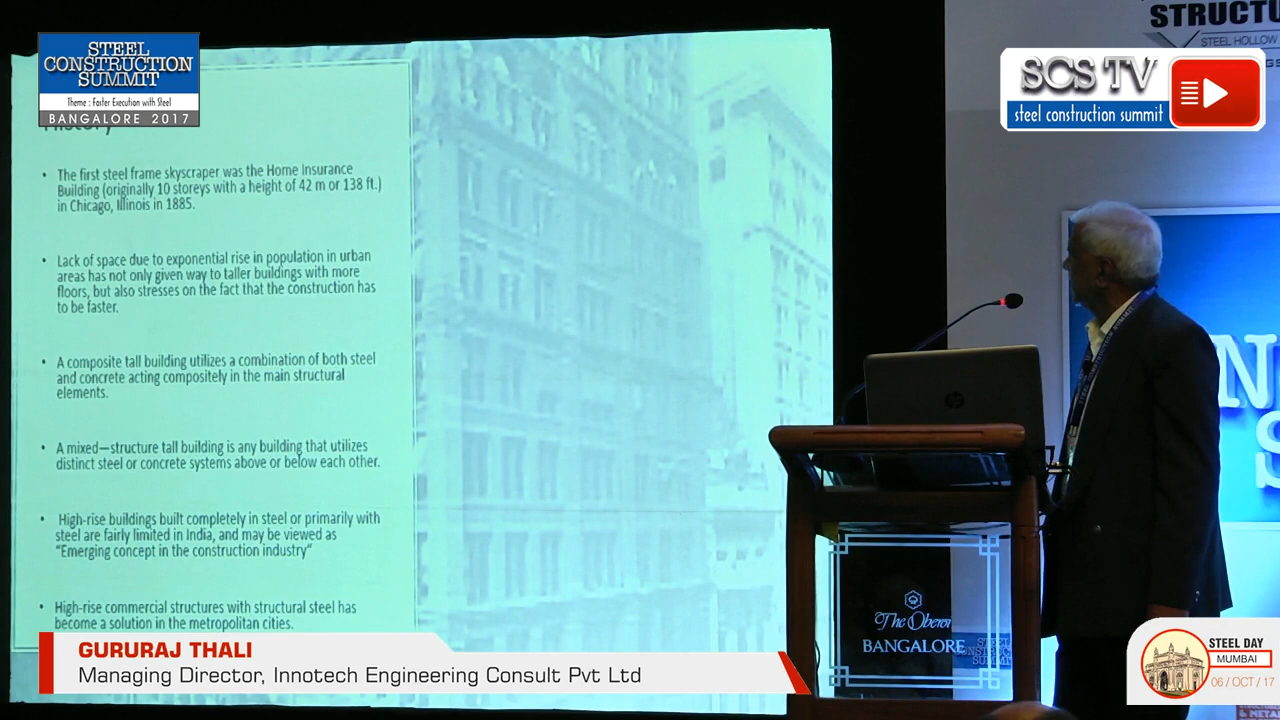 STEEL
CONSTRUCTION
SUMMIT
Theme : Faster Execution with Steel
BANGALORE 2017
STEEL HOLLOW
SCS TV
steel construction summit
History
• The first steel frame skyscraper was the Home Insurance
Building (originally 10 storeys with a height of 42 m or 138 ft.)
in Chicago, Illinois in 1885.
• Lack of space due to exponential rise in population in urban
areas has not only given way to taller buildings with more
floors, but also stresses on the fact that the construction has
to be faster.
• A composite tall building utilizes a combination of both steel
and concrete acting compositely in the main structural
elements.
• A mixed—structure tall building is any building that utilizes
distinct steel or concrete systems above or below each other.
• High-rise buildings built completely in steel or primarily with
steel are fairly limited in India, and may be viewed as
"Emerging concept in the construction industry"
• High-rise commercial structures with structural steel has
become a solution in the metropolitan cities.
hp
The Obero
BANGALORE
GURURAJ THALI
Managing Director, Innotech Engineering Consult Pvt Ltd
STEEL DAY
MUMBAI
06 / OCT / 17